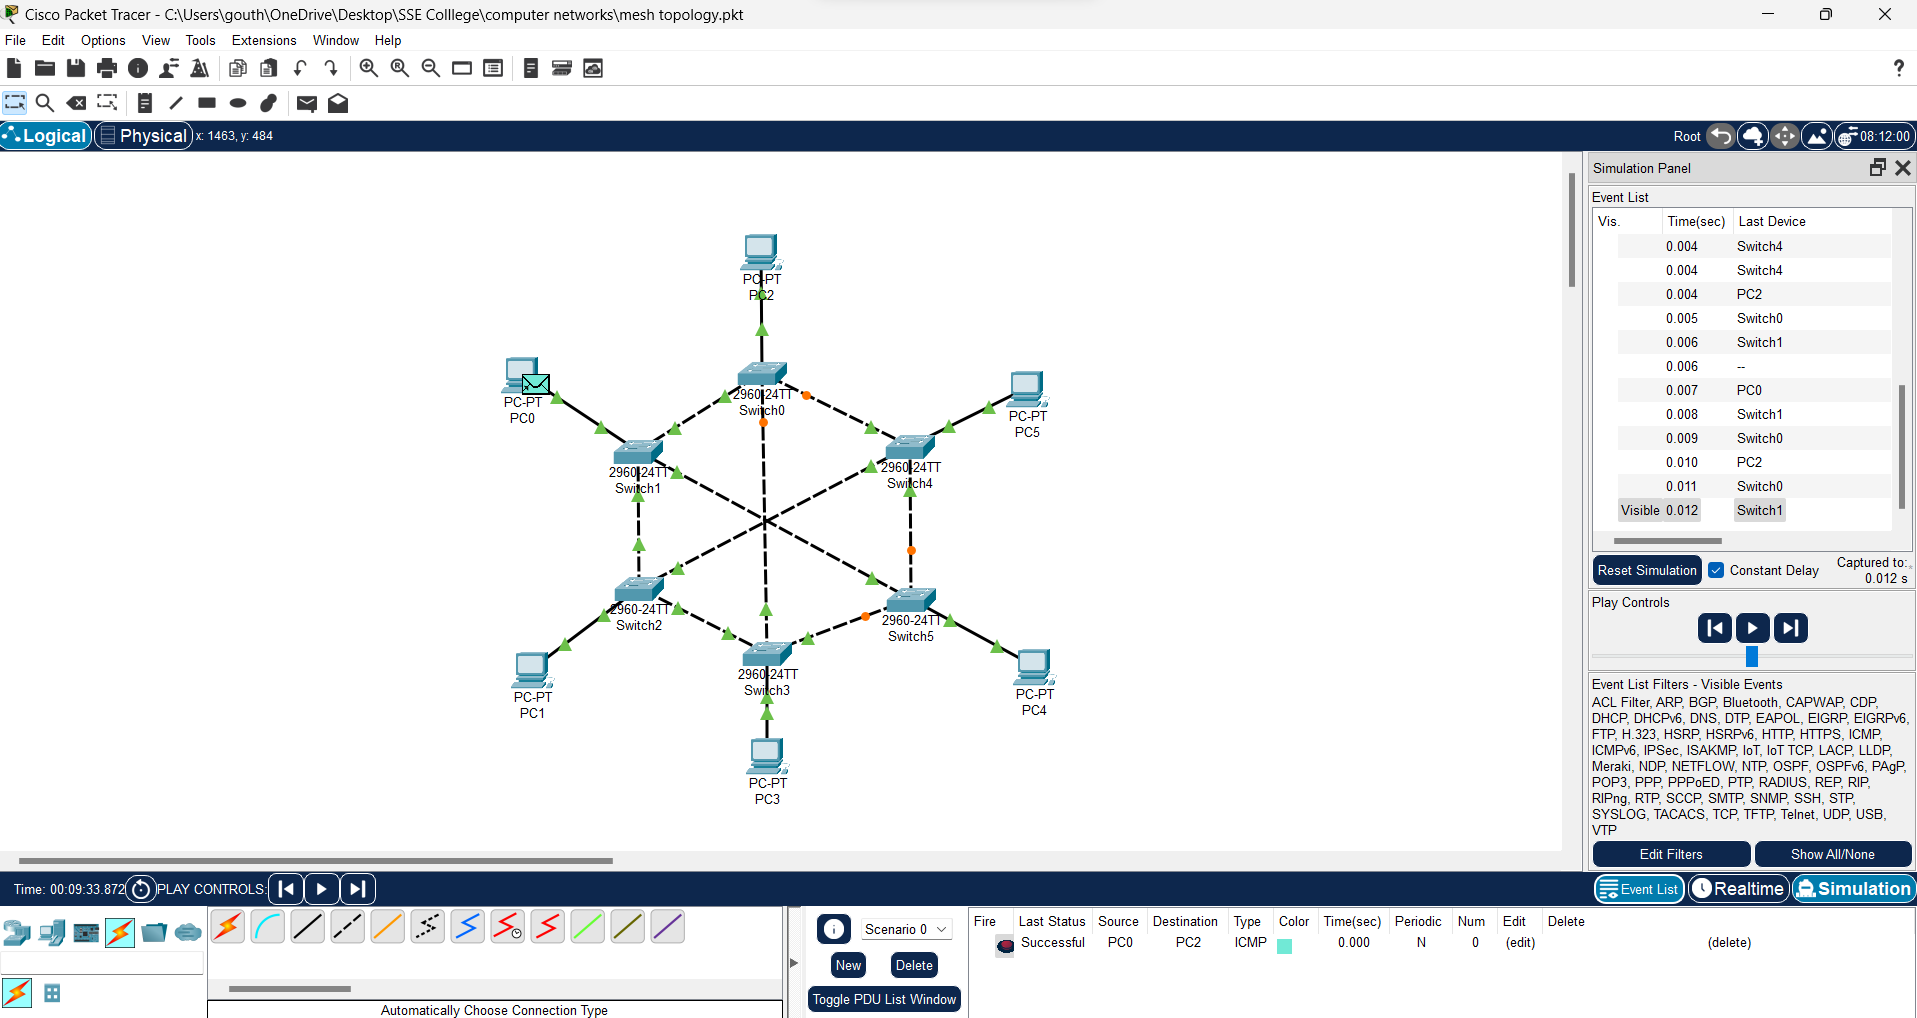 Cisco Packet Tracer - C:\Users\gouth\OneDrive\Desktop\SSE Colllege\computer networks\mesh topology.pkt
File Edit Options View Tools Extensions Window Help
Logical Physical x: 1463, y: 484 Root 08:12:00
Simulation Panel
Event List
Vis. Time(sec) Last Device
0.004 Switch4
0.004 Switch4
0.004 PC2
0.005 Switch0
0.006 Switch1
0.006 --
0.007 PC0
0.008 Switch1
0.009 Switch0
0.010 PC2
0.011 Switch0
Visible 0.012 Switch1
Reset Simulation Constant Delay Captured to:
0.012 s
Play Controls
Event List Filters - Visible Events
ACL Filter, ARP, BGP, Bluetooth, CAPWAP, CDP,
DHCP, DHCPv6, DNS, DTP, EAPOL, EIGRP, EIGRPv6,
FTP, H.323, HSRP, HSRPv6, HTTP, HTTPS, ICMP,
ICMPv6, IPSec, ISAKMP, IoT, IoT TCP, LACP, LLDP,
Meraki, NDP, NETFLOW, NTP, OSPF, OSPFv6, PAgP,
POP3, PPP, PPPoED, PTP, RADIUS, REP, RIP,
RIPng, RTP, SCCP, SMTP, SNMP, SSH, STP,
SYSLOG, TACACS, TCP, TFTP, Telnet, UDP, USB,
VTP
Edit Filters Show All/None
PC-PT
PC2
PC-PT
PC0
2960-24TT
Switch0
PC-PT
PC5
2960-24TT
Switch1
2960-24TT
Switch4
2960-24TT
Switch2
2960-24TT
Switch5
2960-24TT
Switch3
PC-PT
PC1
PC-PT
PC4
PC-PT
PC3
Time: 00:09:33.872 PLAY CONTROLS:
Event List Realtime Simulation
Automatically Choose Connection Type
Scenario 0
New Delete
Toggle PDU List Window
Fire Last Status Source Destination Type Color Time(sec) Periodic Num Edit Delete
Successful PC0 PC2 ICMP 0.000 N 0 (edit) (delete)